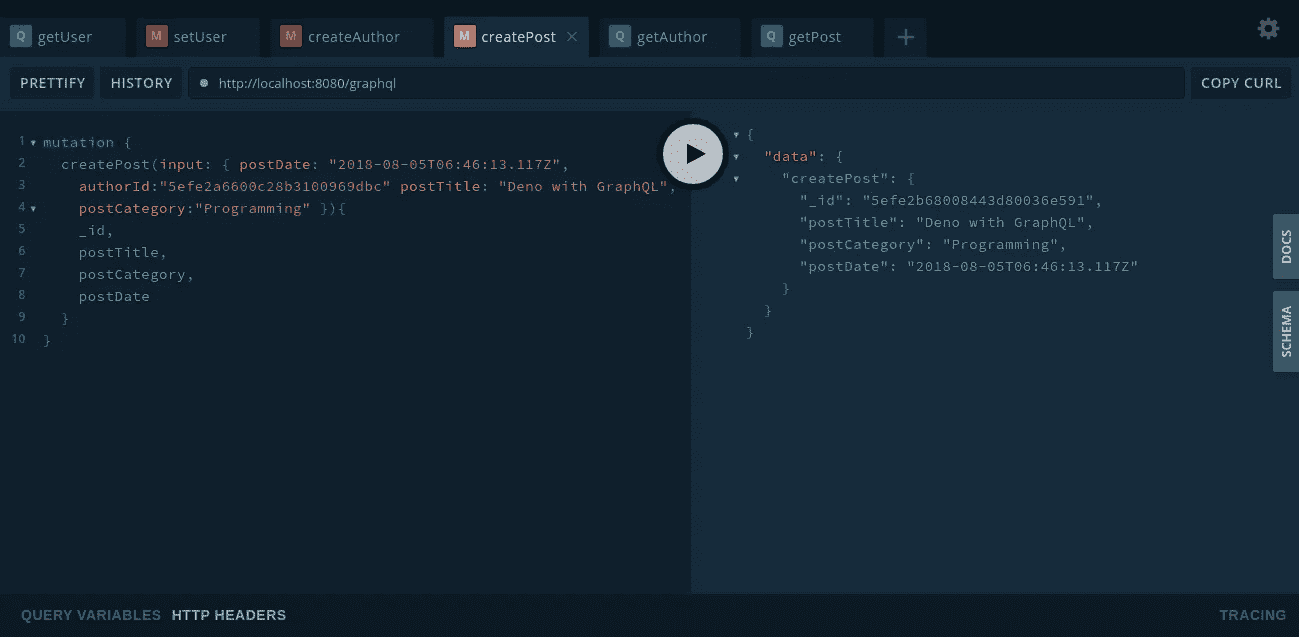 Q getUser M setUser M createAuthor M createPost × Q getAuthor Q getPost +
PRETTIFY HISTORY http://localhost:8080/graphql COPY CURL
1 mutation {
2 createPost(input: { postDate: "2018-08-05T06:46:13.117Z",
3 authorId:"5efe2a6600c28b3100969dbc" postTitle: "Deno with GraphQL",
4 postCategory:"Programming" }){
5 _id,
6 postTitle,
7 postCategory,
8 postDate
9 }
10 }
{
"data": {
"createPost": {
"_id": "5efe2b68008443d80036e591",
"postTitle": "Deno with GraphQL",
"postCategory": "Programming",
"postDate": "2018-08-05T06:46:13.117Z"
}
}
}
DOCS
SCHEMA
QUERY VARIABLES HTTP HEADERS TRACING